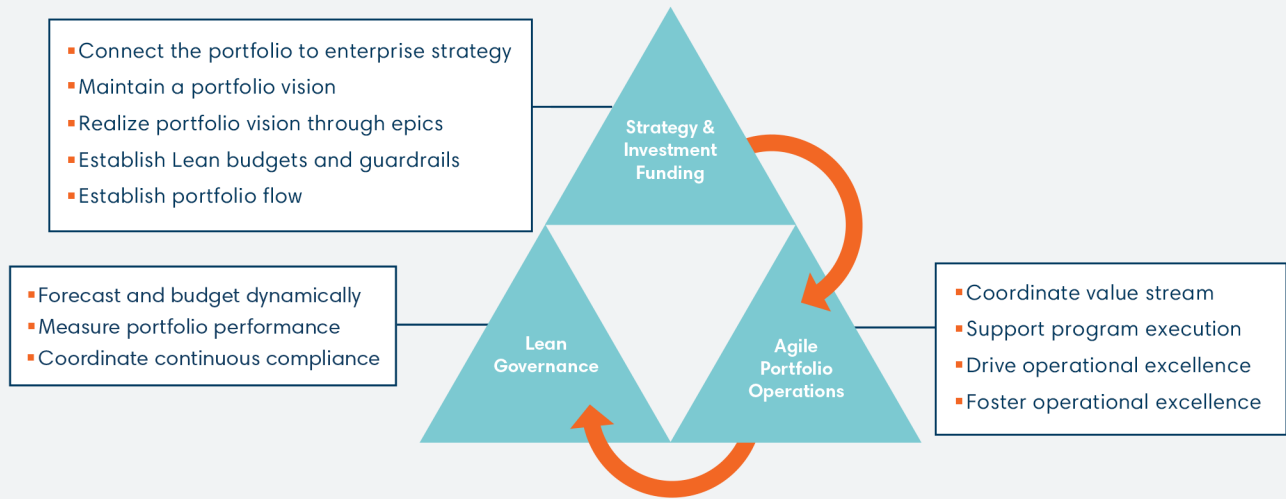 Connect the portfolio to enterprise strategy
Maintain a portfolio vision
Realize portfolio vision through epics
Establish Lean budgets and guardrails
Establish portfolio flow
Strategy &
Investment
Funding
Forecast and budget dynamically
Measure portfolio performance
Coordinate continuous compliance
Lean
Governance
Agile
Portfolio
Operations
Coordinate value stream
Support program execution
Drive operational excellence
Foster operational excellence